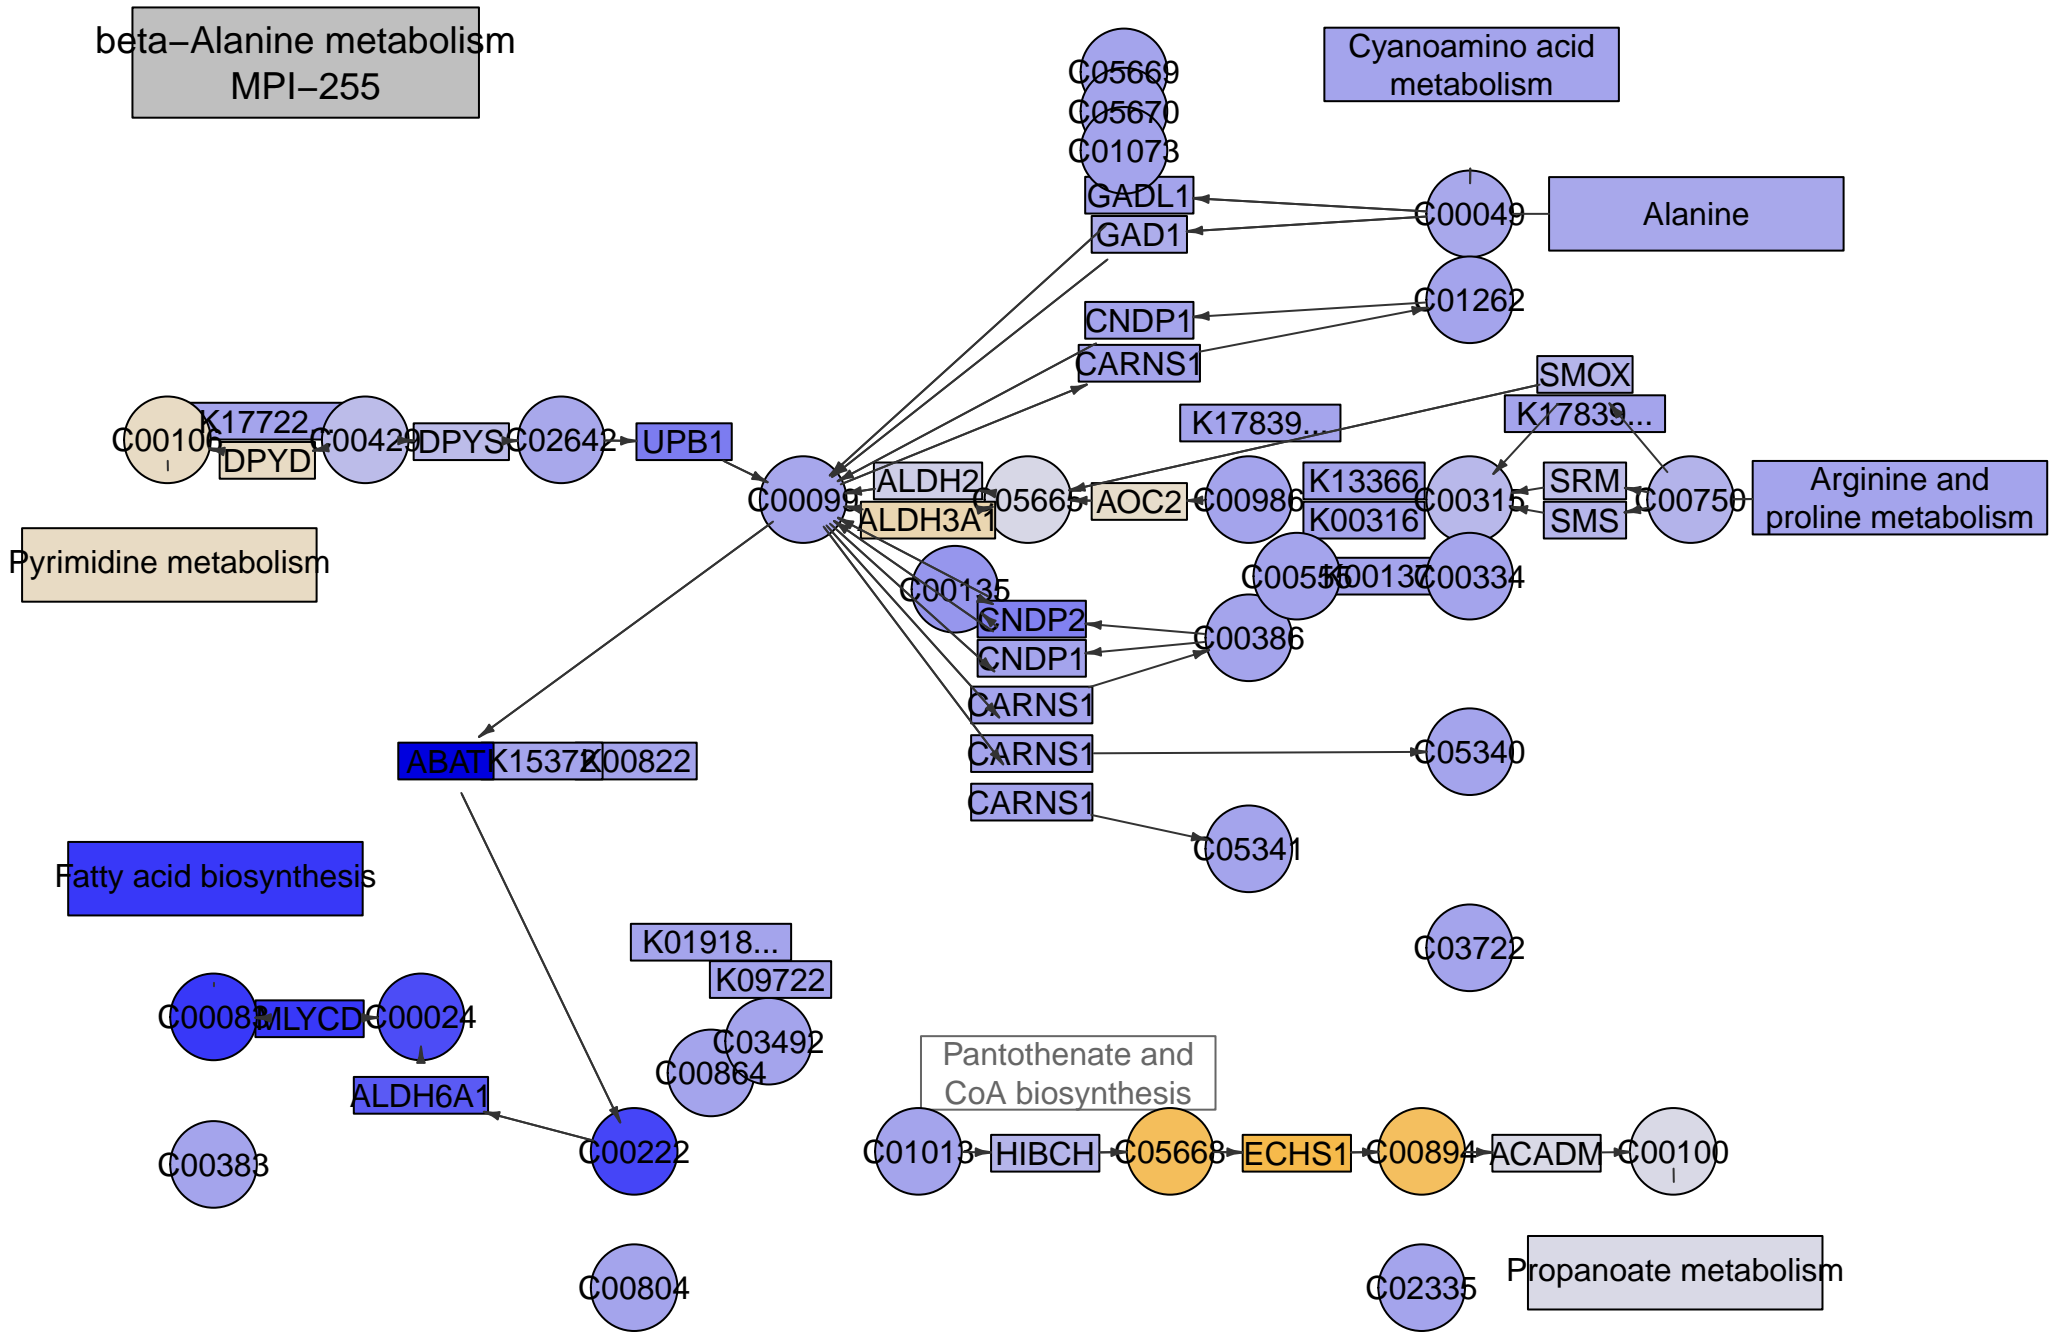 beta−Alanine metabolism
MPI−255
C05669
C05670
C01073
Cyanoamino acid
metabolism
GADL1
GAD1
C00049
Alanine
C01262
CNDP1
CARNS1
SMOX
K17839...
K17839...
C00106
K17722...
DPYD
C00429
DPYS
C02642
UPB1
C00099
ALDH2
ALDH3A1
C05665
AOC2
C00986
K13366
K00316
C00315
SRM
SMS
C00750
Arginine and
proline metabolism
Pyrimidine metabolism
C00135
C00555
K00137
C00334
CNDP2
CNDP1
C00386
CARNS1
CARNS1
CARNS1
C05340
C05341
ABAT
K15372
K00822
Fatty acid biosynthesis
K01918...
K09722
C03722
C00083
MLYCD
C00024
C03492
C00864
Pantothenate and
CoA biosynthesis
ALDH6A1
C00383
C00222
C01013
HIBCH
C05668
ECHS1
C00894
ACADM
C00100
C00804
C02335
Propanoate metabolism